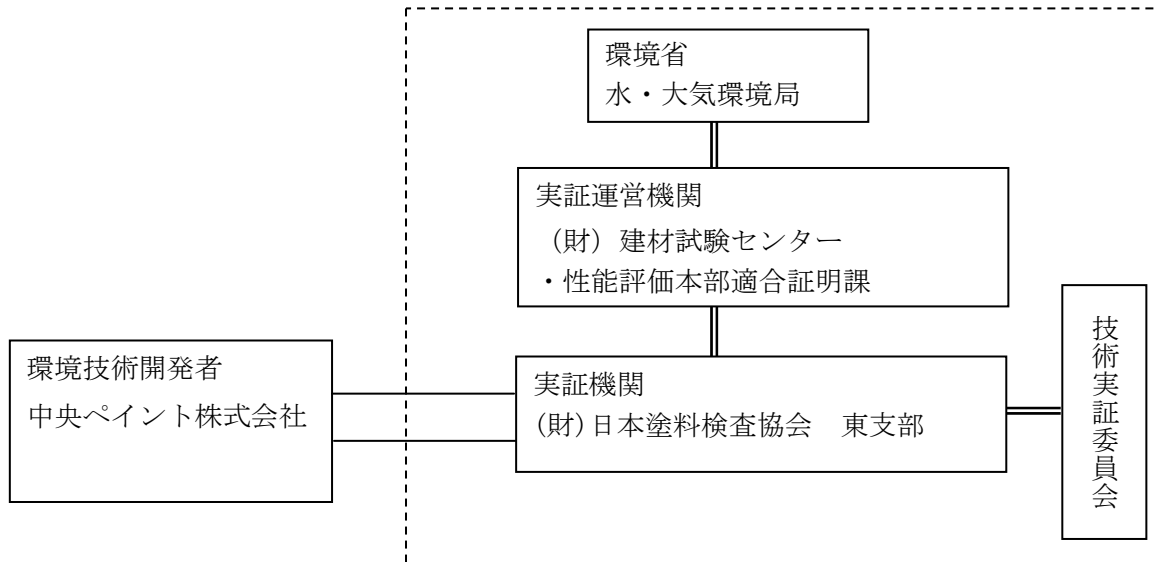 環境省
水・大気環境局
実証運営機関
（財）建材試験センター
・性能評価本部適合証明課
環境技術開発者
中央ペイント株式会社
実証機関
(財)日本塗料検査協会　東支部
技術実証委員会